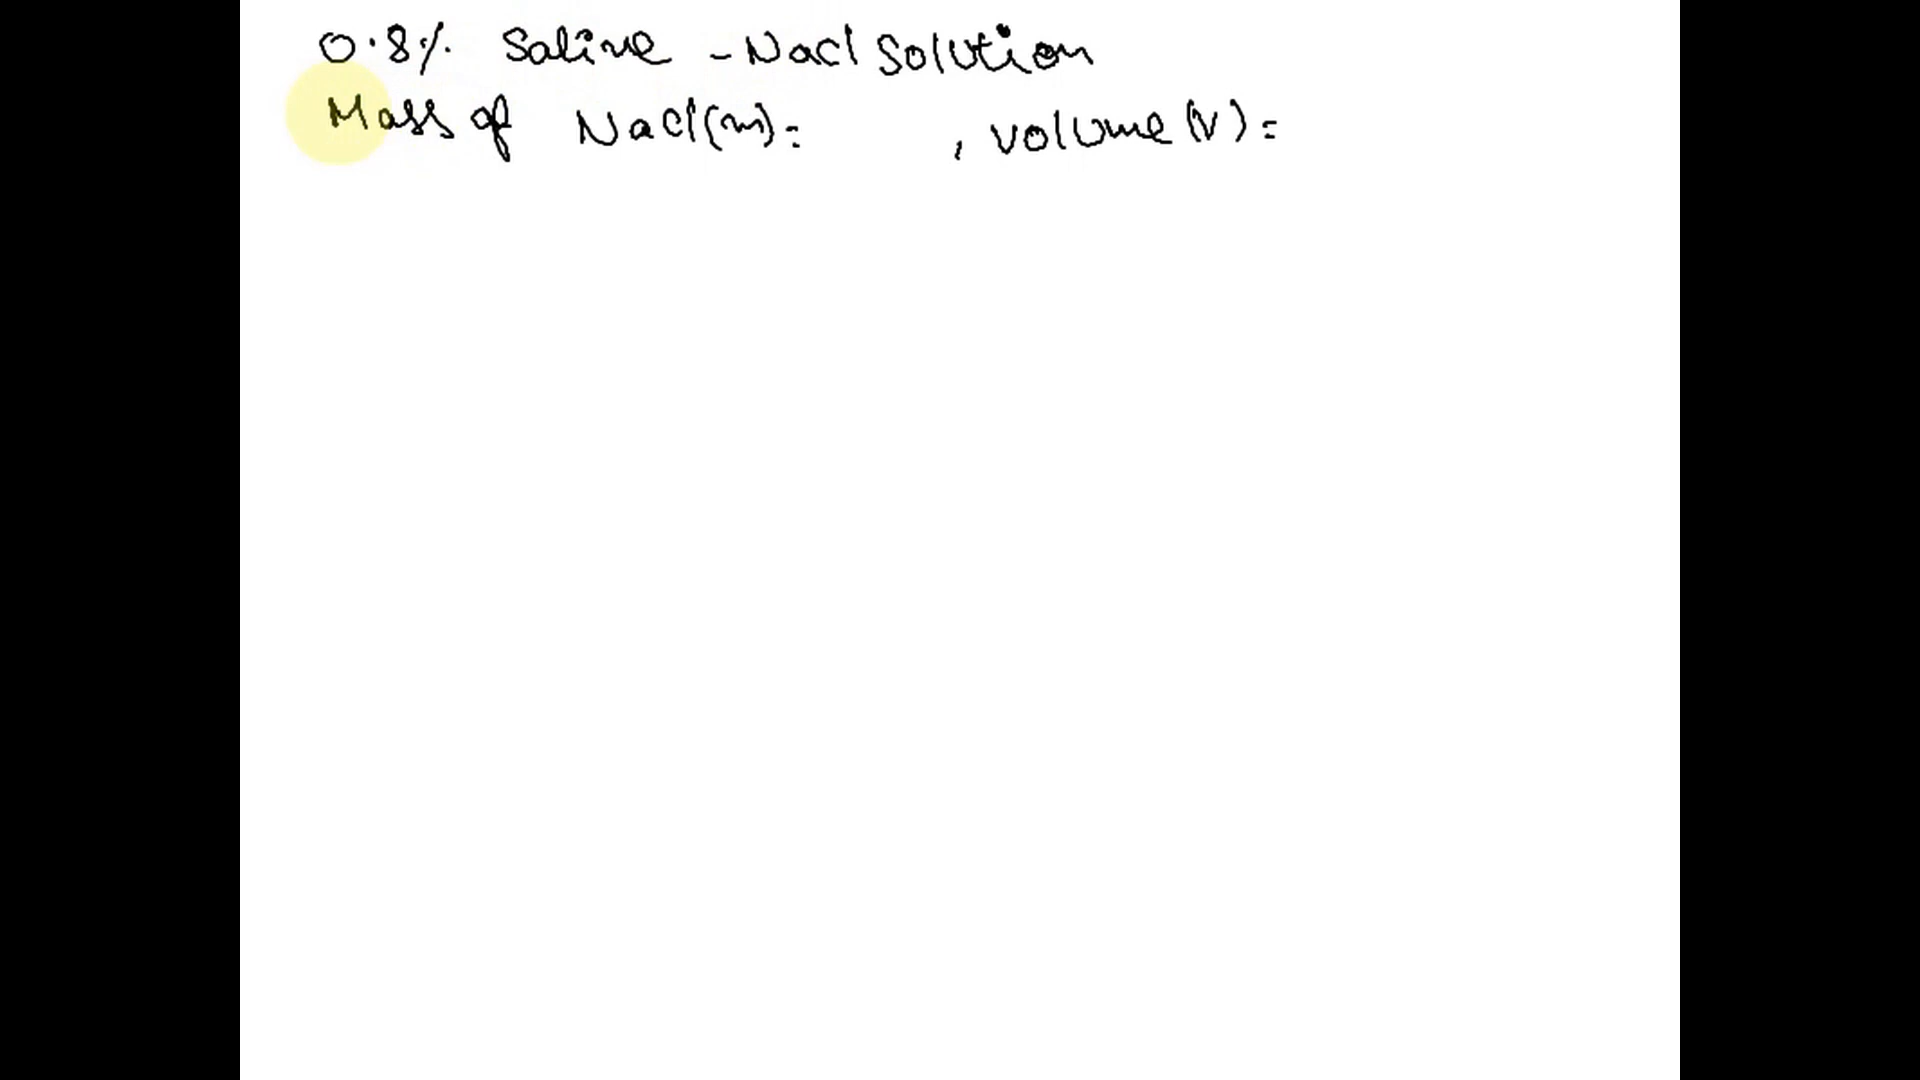 0.8% Saline - NaCl Solution
Mass of NaCl(m) = , volume (V) =